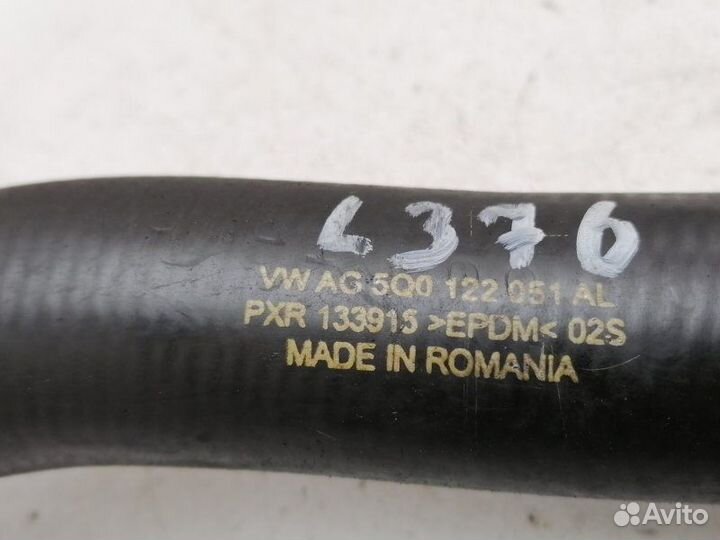 L376
VW AG 5Q0 122 051 AL
PXR 133915 >EPDM< 02S
MADE IN ROMANIA
Avito